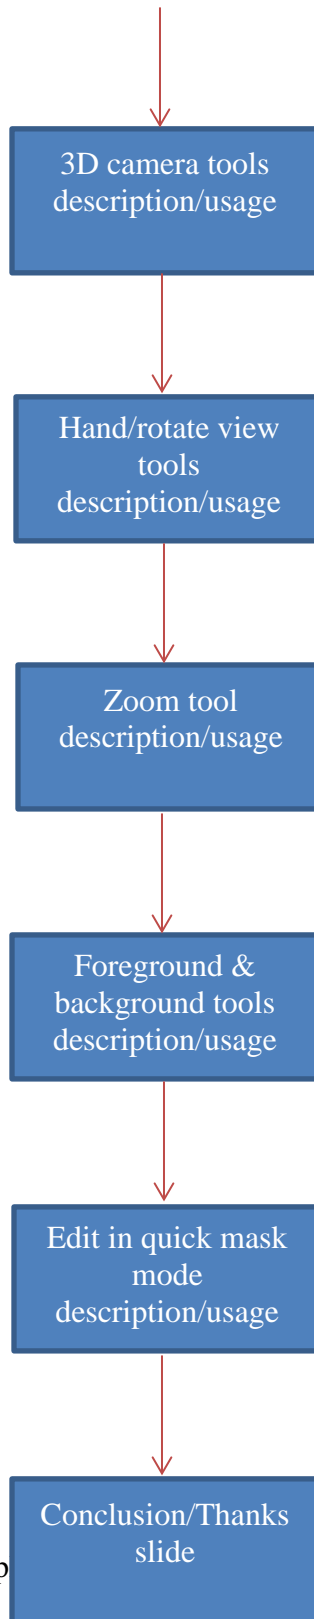 3D camera tools
description/usage
Hand/rotate view
tools
description/usage
Zoom tool
description/usage
Foreground &
background tools
description/usage
Edit in quick mask
mode
description/usage
Conclusion/Thanks
slide
p